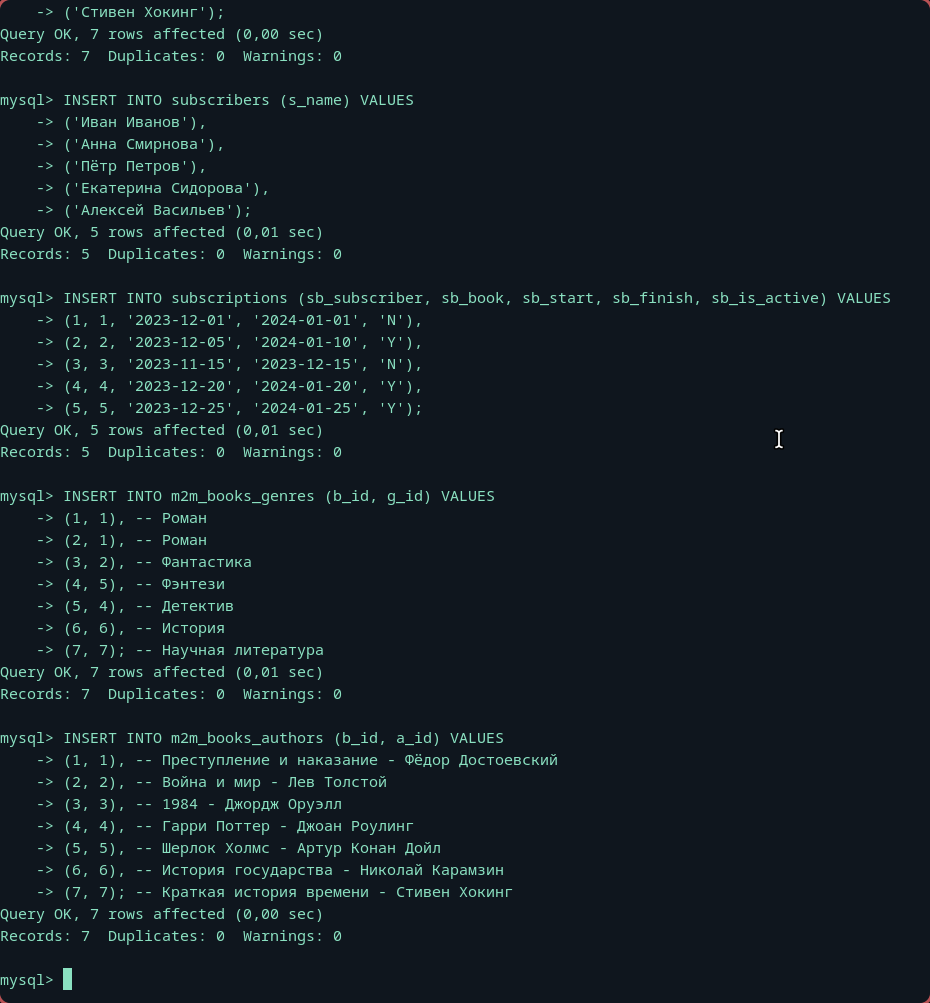 -> ('Стивен Хокинг');
Query OK, 7 rows affected (0,00 sec)
Records: 7  Duplicates: 0  Warnings: 0

mysql> INSERT INTO subscribers (s_name) VALUES
    -> ('Иван Иванов'),
    -> ('Анна Смирнова'),
    -> ('Пётр Петров'),
    -> ('Екатерина Сидорова'),
    -> ('Алексей Васильев');
Query OK, 5 rows affected (0,01 sec)
Records: 5  Duplicates: 0  Warnings: 0

mysql> INSERT INTO subscriptions (sb_subscriber, sb_book, sb_start, sb_finish, sb_is_active) VALUES
    -> (1, 1, '2023-12-01', '2024-01-01', 'N'),
    -> (2, 2, '2023-12-05', '2024-01-10', 'Y'),
    -> (3, 3, '2023-11-15', '2023-12-15', 'N'),
    -> (4, 4, '2023-12-20', '2024-01-20', 'Y'),
    -> (5, 5, '2023-12-25', '2024-01-25', 'Y');
Query OK, 5 rows affected (0,01 sec)
Records: 5  Duplicates: 0  Warnings: 0

mysql> INSERT INTO m2m_books_genres (b_id, g_id) VALUES
    -> (1, 1), -- Роман
    -> (2, 1), -- Роман
    -> (3, 2), -- Фантастика
    -> (4, 5), -- Фэнтези
    -> (5, 4), -- Детектив
    -> (6, 6), -- История
    -> (7, 7); -- Научная литература
Query OK, 7 rows affected (0,01 sec)
Records: 7  Duplicates: 0  Warnings: 0

mysql> INSERT INTO m2m_books_authors (b_id, a_id) VALUES
    -> (1, 1), -- Преступление и наказание - Фёдор Достоевский
    -> (2, 2), -- Война и мир - Лев Толстой
    -> (3, 3), -- 1984 - Джордж Оруэлл
    -> (4, 4), -- Гарри Поттер - Джоан Роулинг
    -> (5, 5), -- Шерлок Холмс - Артур Конан Дойл
    -> (6, 6), -- История государства - Николай Карамзин
    -> (7, 7); -- Краткая история времени - Стивен Хокинг
Query OK, 7 rows affected (0,00 sec)
Records: 7  Duplicates: 0  Warnings: 0

mysql>